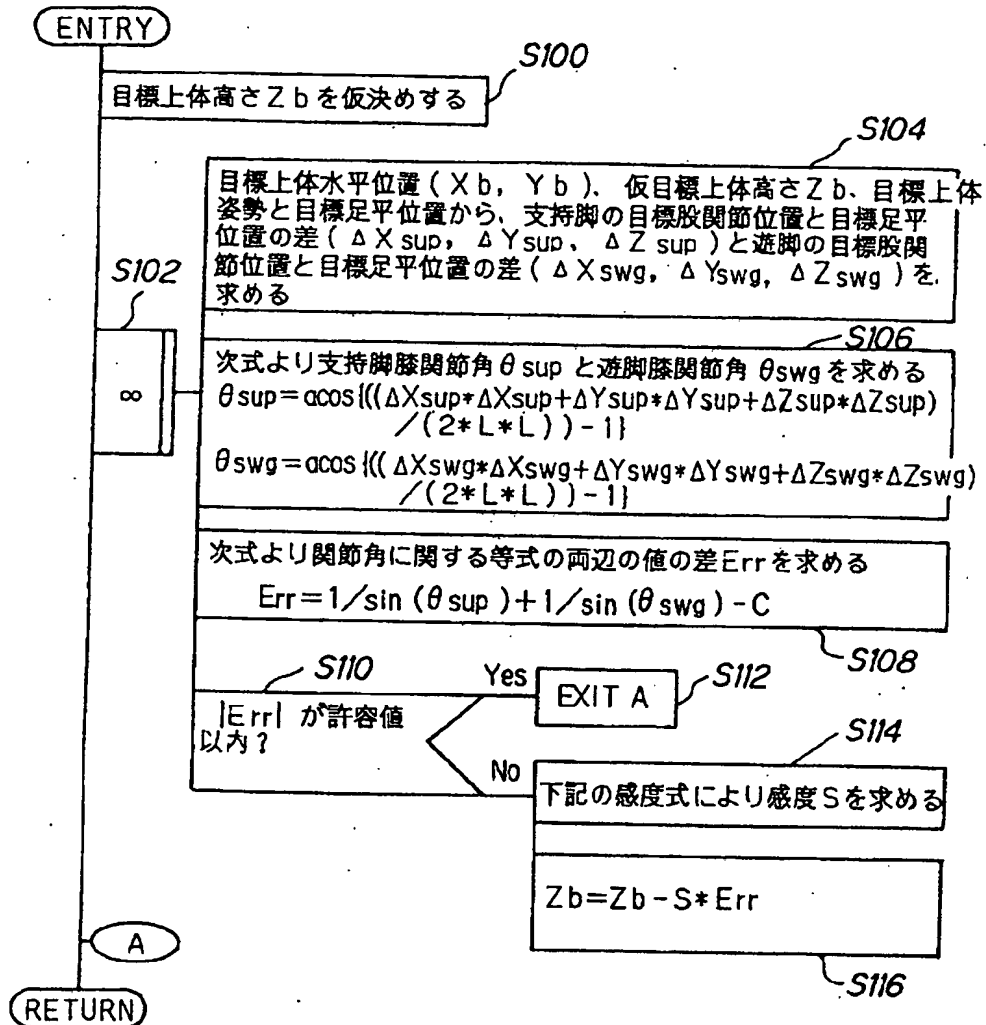 ENTRY
S100
目標上体高さZbを仮決めする
S104
目標上体水平位置(Xb, Yb)、仮目標上体高さZb、目標上体
姿勢と目標足平位置から、支持脚の目標股関節位置と目標足平
位置の差(ΔXsup, ΔYsup, ΔZsup)と遊脚の目標股関
節位置と目標足平位置の差(ΔXswg, ΔYswg, ΔZswg)を
求める
S102
∞
S106
次式より支持脚膝関節角θsupと遊脚膝関節角θswgを求める
θsup=acos{((ΔXsup*ΔXsup+ΔYsup*ΔYsup+ΔZsup*ΔZsup)
/(2*L*L))-1}
θswg=acos{((ΔXswg*ΔXswg+ΔYswg*ΔYswg+ΔZswg*ΔZswg)
/(2*L*L))-1}
次式より関節角に関する等式の両辺の値の差Errを求める
Err=1/sin(θsup)+1/sin(θswg)-C
S108
S110
|Err|が許容値
以内?
Yes
EXIT A
S112
No
S114
下記の感度式により感度Sを求める
Zb=Zb-S*Err
S116
A
RETURN